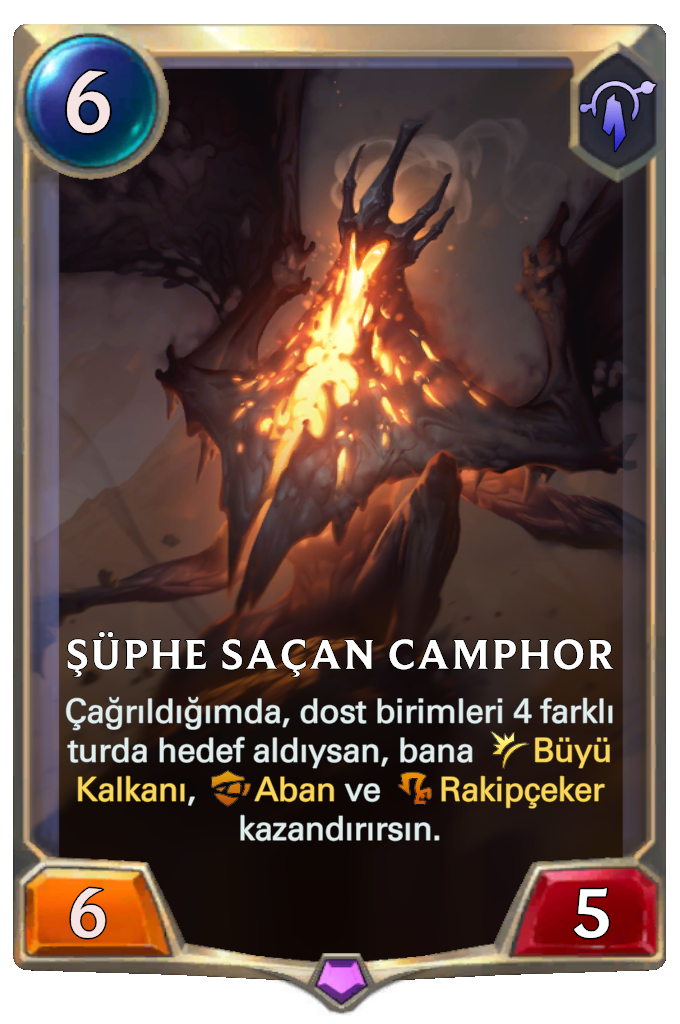 6
ŞÜPHE SAÇAN CAMPHOR
Çağrıldığımda, dost birimleri 4 farklı
turda hedef aldıysan, bana Büyü
Kalkanı, Aban ve Rakipçeker
kazandırırsın.
6
5